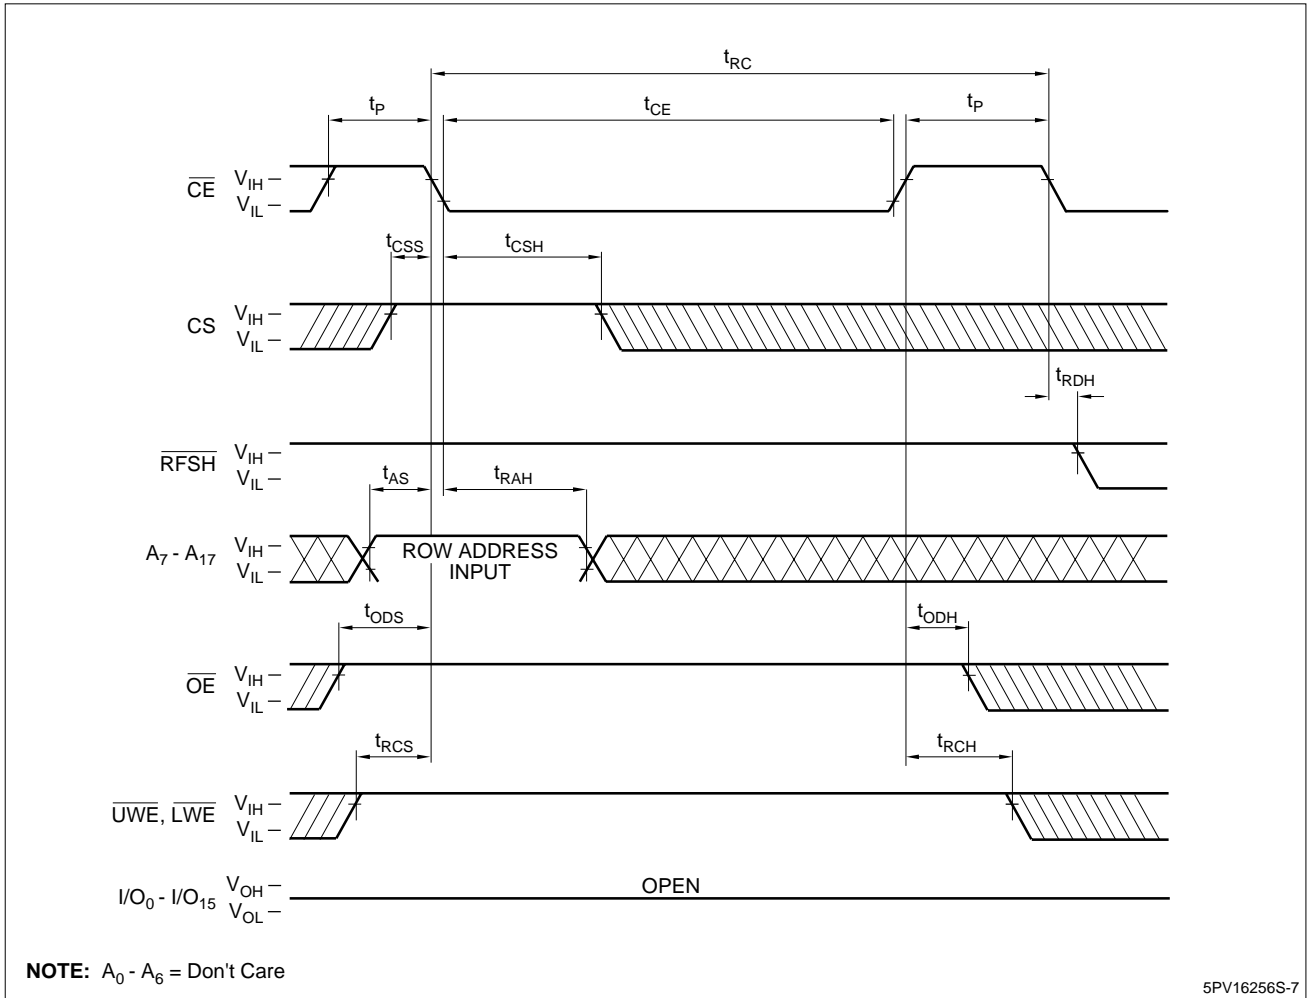 tRC
tP
tCE
tP
CE
VIH
VIL
tCSS
tCSH
CS
VIH
VIL
tRDH
RFSH
VIH
VIL
tAS
tRAH
A7 - A17
VIH
VIL
ROW ADDRESS
INPUT
tODS
tODH
OE
VIH
VIL
tRCS
tRCH
UWE, LWE
VIH
VIL
I/O0 - I/O15
VOH
VOL
OPEN
NOTE: A0 - A6 = Don't Care
5PV16256S-7